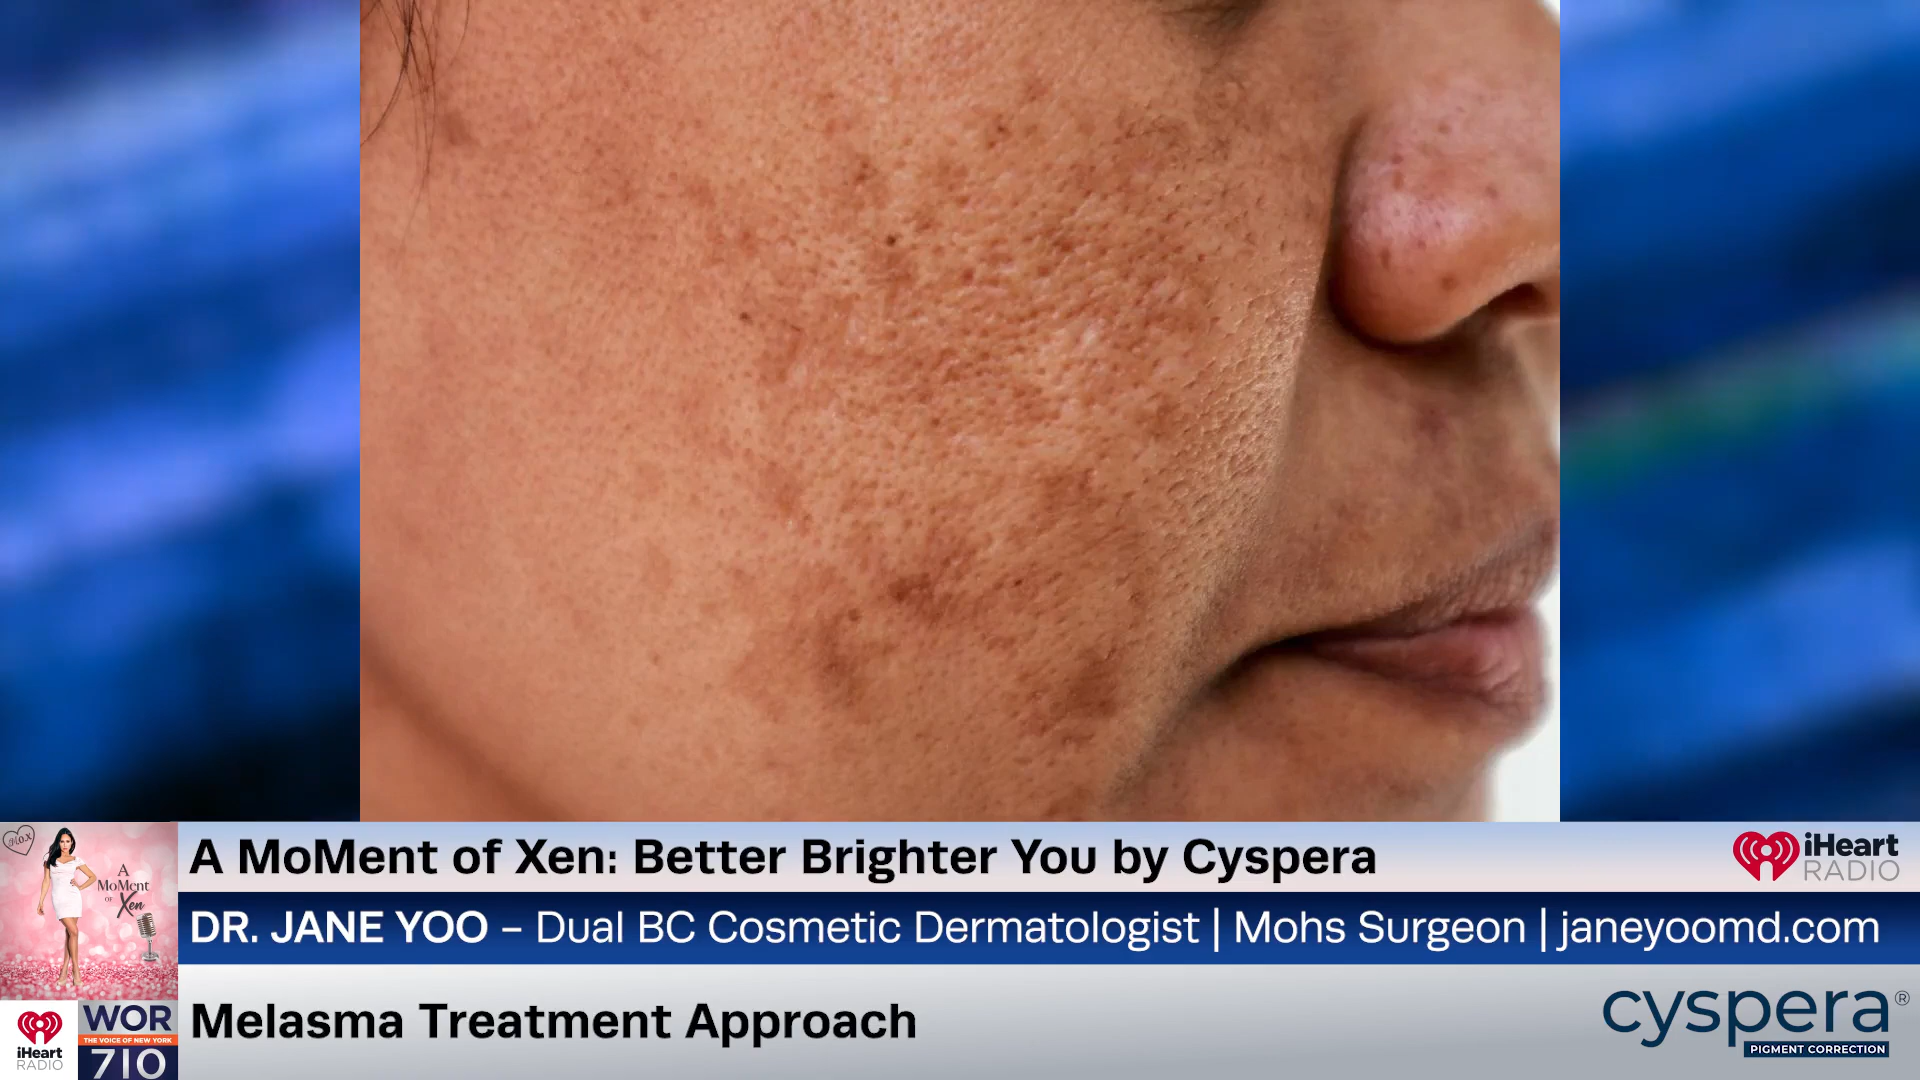 A MoMent of Xen: Better Brighter You by Cyspera
iHeart
RADIO
DR. JANE YOO – Dual BC Cosmetic Dermatologist | Mohs Surgeon | janeyoomd.com
Melasma Treatment Approach
cyspera®
PIGMENT CORRECTION
M.O.X
A
MoMent
OF
Xen
iHeart
RADIO
WOR
THE VOICE OF NEW YORK
710